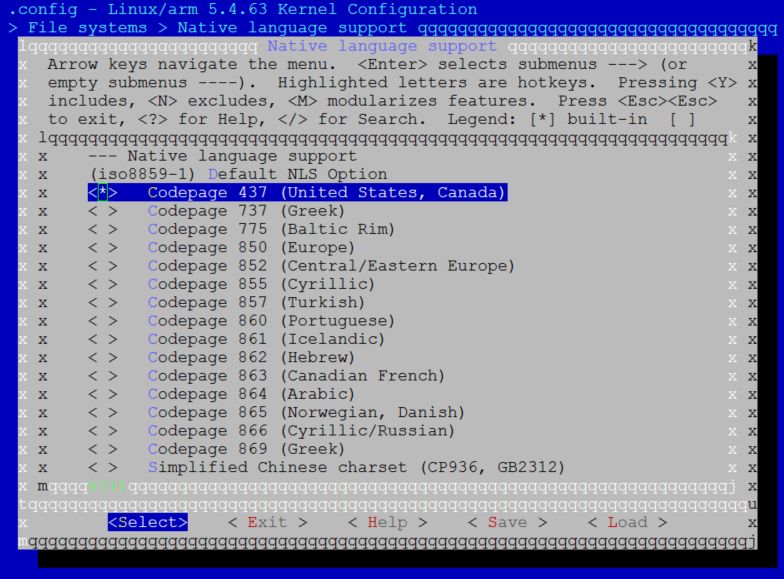 .config - Linux/arm 5.4.63 Kernel Configuration
> File systems > Native language support qqqqqqqqqqqqqqqqqqqqqqqqqqqqqqqqq
lqqqqqqqqqqqqqqqqqqqqqqqq Native language support qqqqqqqqqqqqqqqqqqqqqqqqk
x Arrow keys navigate the menu. <Enter> selects submenus ---> (or x
x empty submenus ----). Highlighted letters are hotkeys. Pressing <Y> x
x includes, <N> excludes, <M> modularizes features. Press <Esc><Esc> x
x to exit, <?> for Help, </> for Search. Legend: [*] built-in [ ] x
x lqqqqqqqqqqqqqqqqqqqqqqqqqqqqqqqqqqqqqqqqqqqqqqqqqqqqqqqqqqqqqqqqqqqqk x
x x --- Native language support x x
x x (iso8859-1) Default NLS Option x x
x x <*> Codepage 437 (United States, Canada) x x
x x < > Codepage 737 (Greek) x x
x x < > Codepage 775 (Baltic Rim) x x
x x < > Codepage 850 (Europe) x x
x x < > Codepage 852 (Central/Eastern Europe) x x
x x < > Codepage 855 (Cyrillic) x x
x x < > Codepage 857 (Turkish) x x
x x < > Codepage 860 (Portuguese) x x
x x < > Codepage 861 (Icelandic) x x
x x < > Codepage 862 (Hebrew) x x
x x < > Codepage 863 (Canadian French) x x
x x < > Codepage 864 (Arabic) x x
x x < > Codepage 865 (Norwegian, Danish) x x
x x < > Codepage 866 (Cyrillic/Russian) x x
x x < > Codepage 869 (Greek) x x
x x < > Simplified Chinese charset (CP936, GB2312) x x
x mqqqq qqqqqqqqqqqqqqqqqqqqqqqqqqqqqqqqqqqqqqqqqqqqqqqqqqqqqqqqqqqqj x
tqqqqqqqqqqqqqqqqqqqqqqqqqqqqqqqqqqqqqqqqqqqqqqqqqqqqqqqqqqqqqqqqqqqqqqqqu
x <Select> < Exit > < Help > < Save > < Load > x
mqqqqqqqqqqqqqqqqqqqqqqqqqqqqqqqqqqqqqqqqqqqqqqqqqqqqqqqqqqqqqqqqqqqqqqqqj